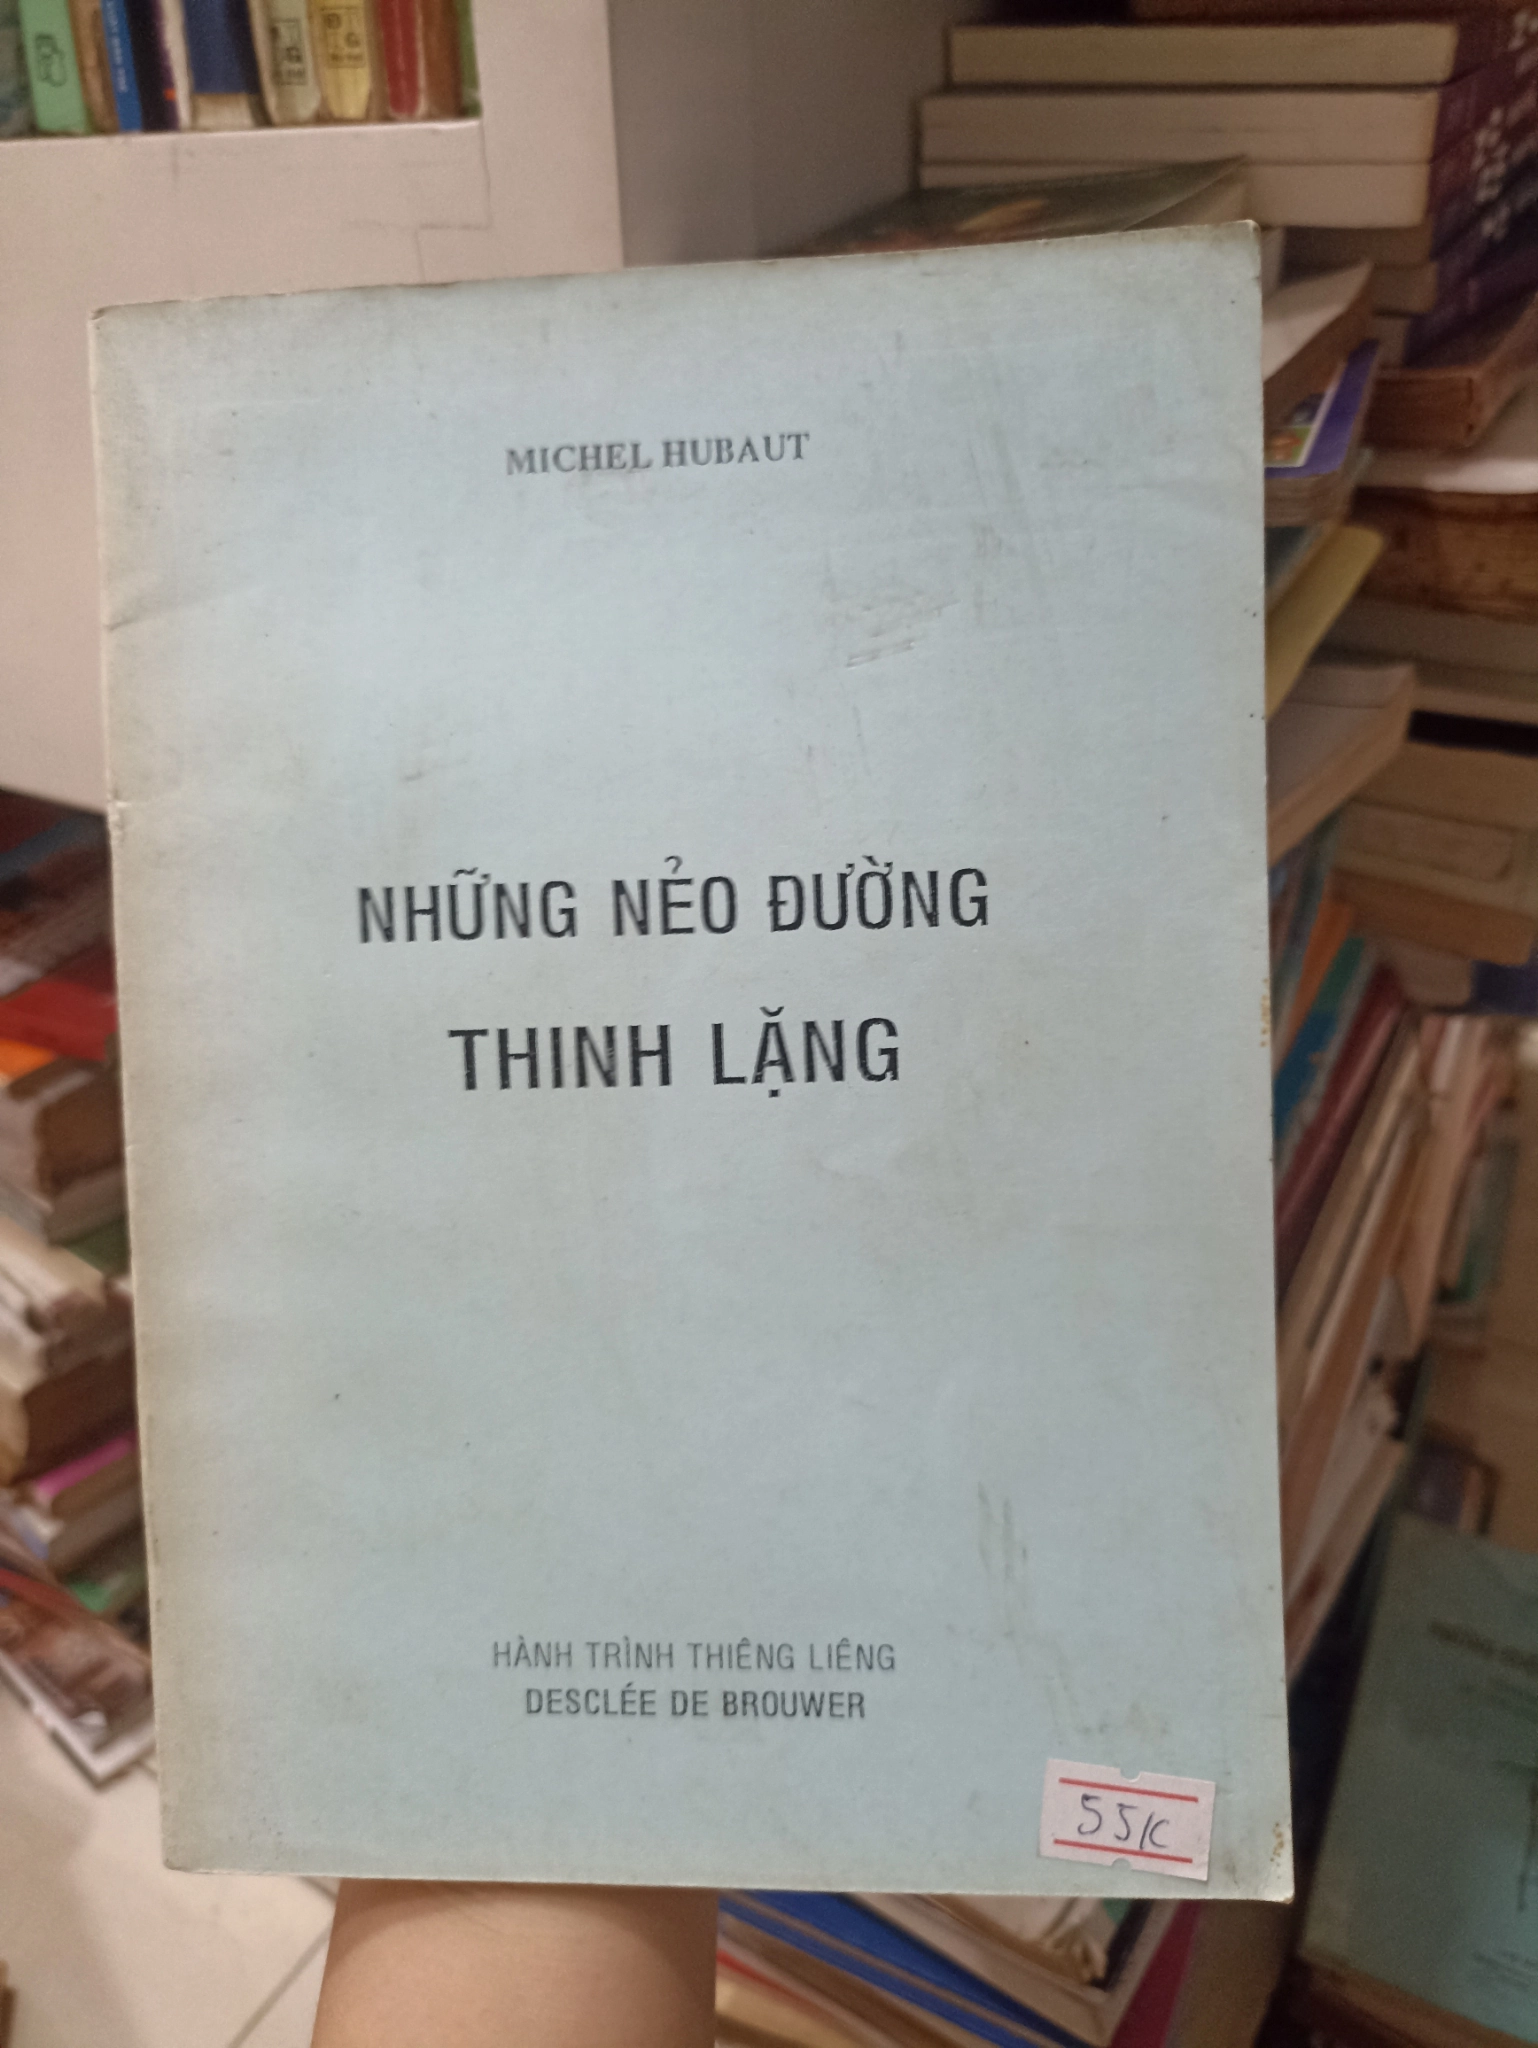 MICHEL HUBAUT
NHỮNG NẺO ĐƯỜNG
THINH LẶNG
HÀNH TRÌNH THIÊNG LIÊNG
DESCLÉE DE BROUWER
55K